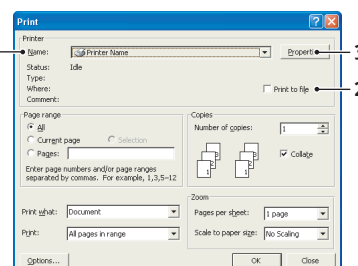 Print
Printer
Name: Printer Name Properti 3
Status: Idle
Type:
Where: Print to file 2
Comment:
Page range
All
Current page Selection
Pages:
Enter page numbers and/or page ranges
separated by commas. For example, 1,3,5–12
Copies
Number of copies: 1
Collate
Print what: Document
Print: All pages in range
Zoom
Pages per sheet: 1 page
Scale to paper size: No Scaling
Options... OK Close